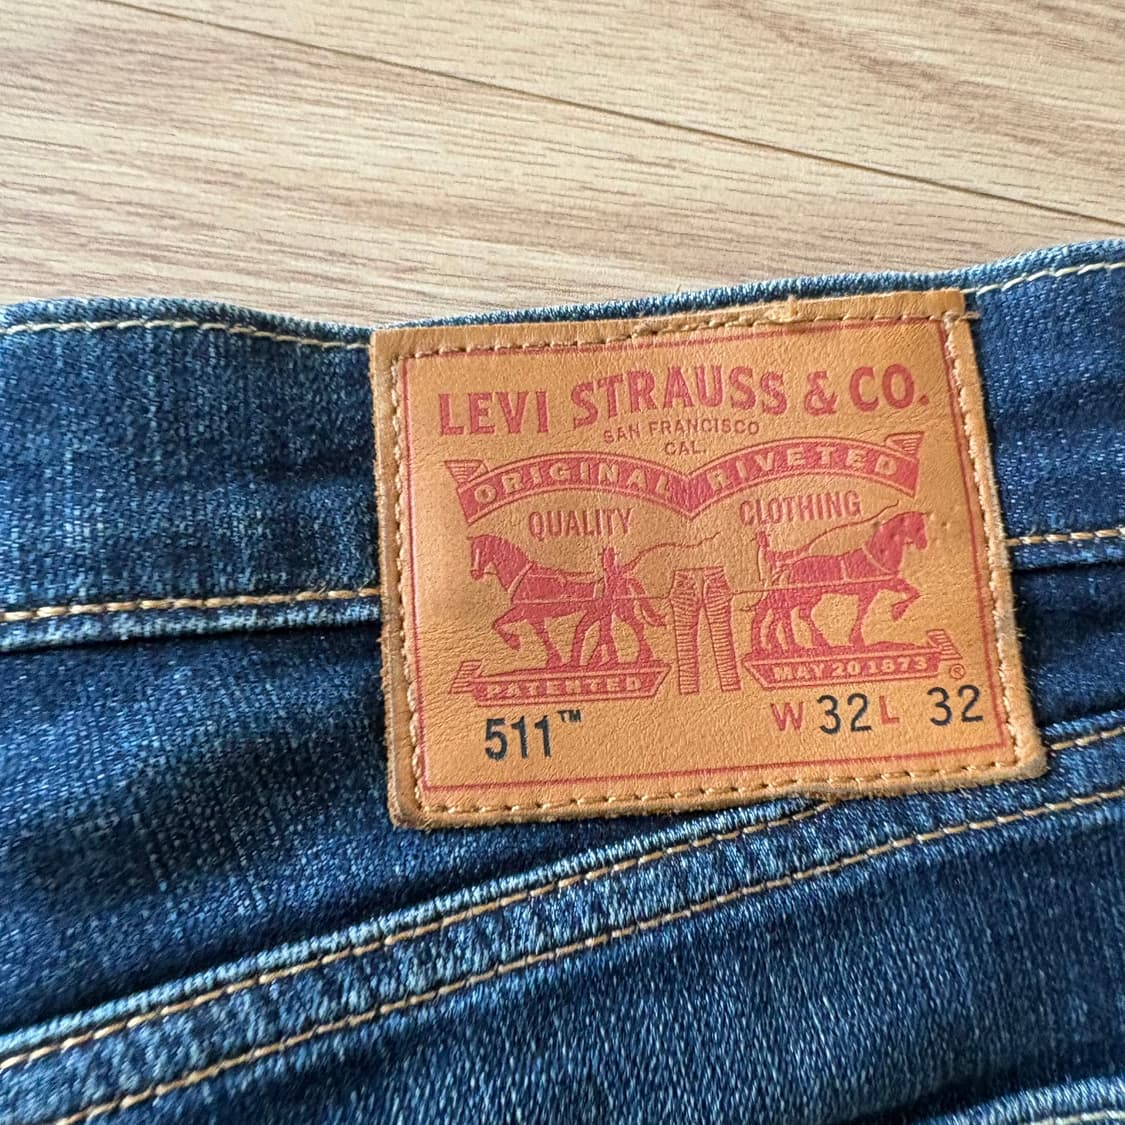 LEVI STRAUSS & CO.
SAN FRANCISCO
CAL.
ORIGINAL RIVETED
QUALITY CLOTHING
PATENTED MAY 20 1873 ®
511™ W 32 L 32